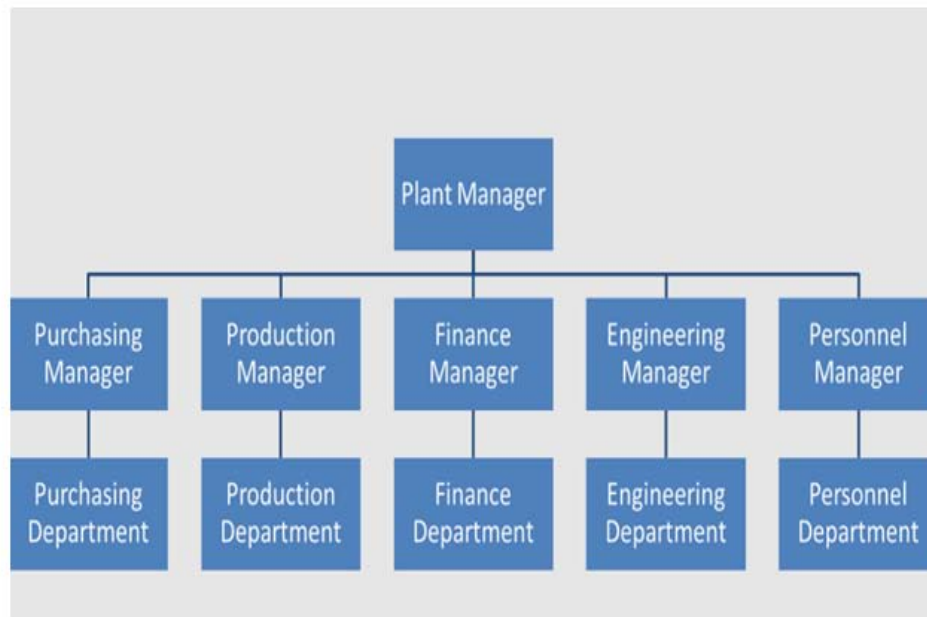 Plant Manager
Purchasing
Manager
Production
Manager
Finance
Manager
Engineering
Manager
Personnel
Manager
Purchasing
Department
Production
Department
Finance
Department
Engineering
Department
Personnel
Department